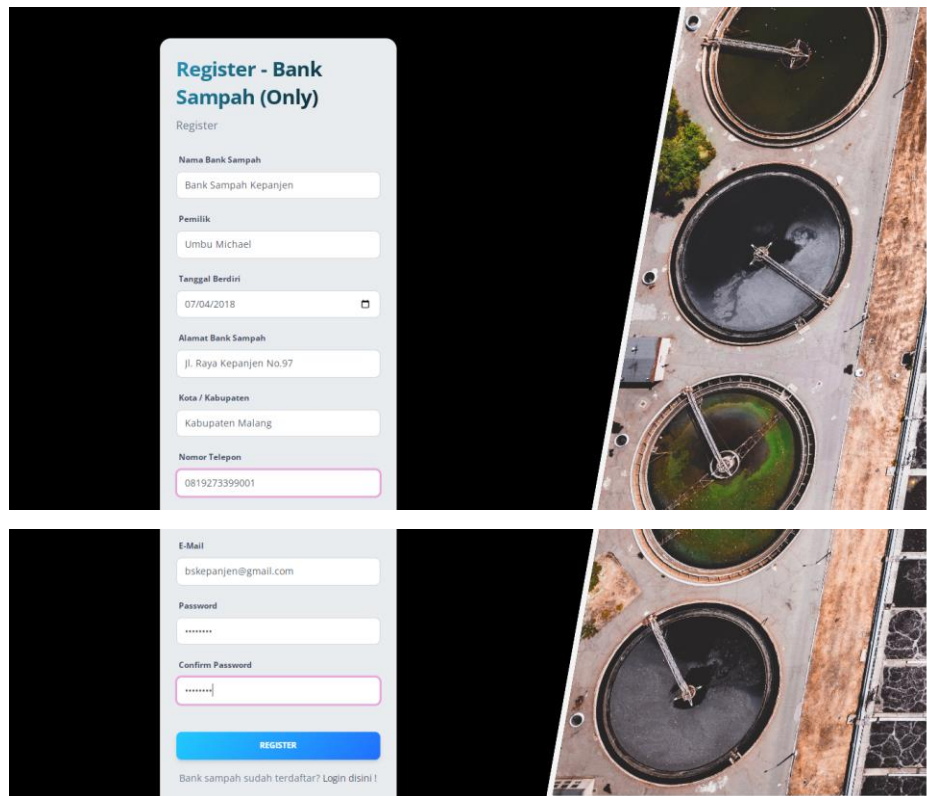 Register - Bank
Sampah (Only)
Register
Nama Bank Sampah
Bank Sampah Kepanjen
Pemilik
Umbu Michael
Tanggal Berdiri
07/04/2018
Alamat Bank Sampah
Jl. Raya Kepanjen No.97
Kota / Kabupaten
Kabupaten Malang
Nomor Telepon
0819273399001
E-Mail
bskepanjen@gmail.com
Password
••••••••
Confirm Password
••••••••
REGISTER
Bank sampah sudah terdaftar? Login disini !